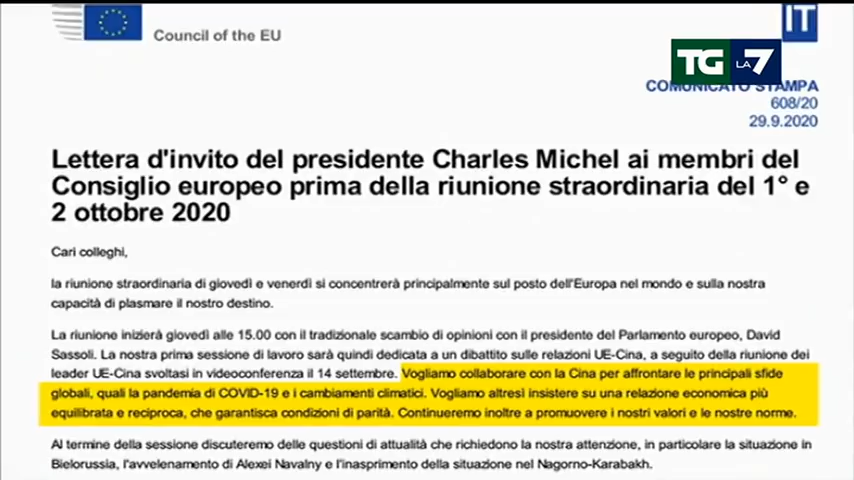 Council of the EU
IT
TG LA 7
COMUNICATO STAMPA
608/20
29.9.2020
Lettera d'invito del presidente Charles Michel ai membri del
Consiglio europeo prima della riunione straordinaria del 1° e
2 ottobre 2020
Cari colleghi,
la riunione straordinaria di giovedì e venerdì si concentrerà principalmente sul posto dell'Europa nel mondo e sulla nostra
capacità di plasmare il nostro destino.
La riunione inizierà giovedì alle 15.00 con il tradizionale scambio di opinioni con il presidente del Parlamento europeo, David
Sassoli. La nostra prima sessione di lavoro sarà quindi dedicata a un dibattito sulle relazioni UE-Cina, a seguito della riunione dei
leader UE-Cina svoltasi in videoconferenza il 14 settembre. Vogliamo collaborare con la Cina per affrontare le principali sfide
globali, quali la pandemia di COVID-19 e i cambiamenti climatici. Vogliamo altresì insistere su una relazione economica più
equilibrata e reciproca, che garantisca condizioni di parità. Continueremo inoltre a promuovere i nostri valori e le nostre norme.
Al termine della sessione discuteremo delle questioni di attualità che richiedono la nostra attenzione, in particolare la situazione in
Bielorussia, l'avvelenamento di Alexei Navalny e l'inasprimento della situazione nel Nagorno-Karabakh.